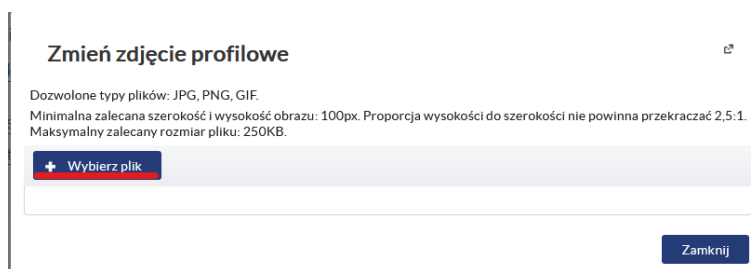 Zmień zdjęcie profilowe
Dozwolone typy plików: JPG, PNG, GIF.
Minimalna zalecana szerokość i wysokość obrazu: 100px. Proporcja wysokości do szerokości nie powinna przekraczać 2,5:1.
Maksymalny zalecany rozmiar pliku: 250KB.
Wybierz plik
Zamknij